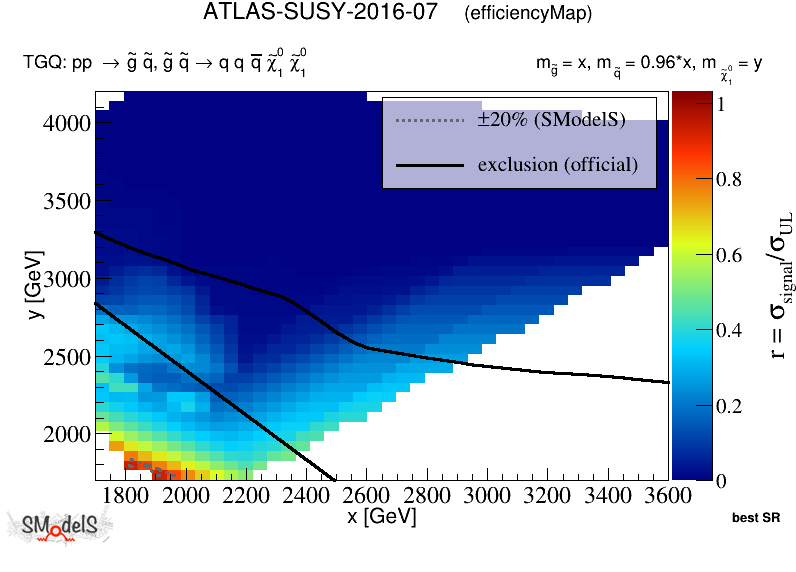 ATLAS-SUSY-2016-07 (efficiencyMap)
TGQ: pp → g̃ q̃, g̃ q̃ → q q q̅ χ̃₁⁰ χ̃₁⁰
m_g̃ = x, m_q̃ = 0.96*x, m_χ̃₁⁰ = y
±20% (SModelS)
exclusion (official)
4000
3500
3000
2500
2000
y [GeV]
1800 2000 2200 2400 2600 2800 3000 3200 3400 3600
x [GeV]
1
0.8
0.6
0.4
0.2
0
r = σ_signal/σ_UL
SModelS
best SR